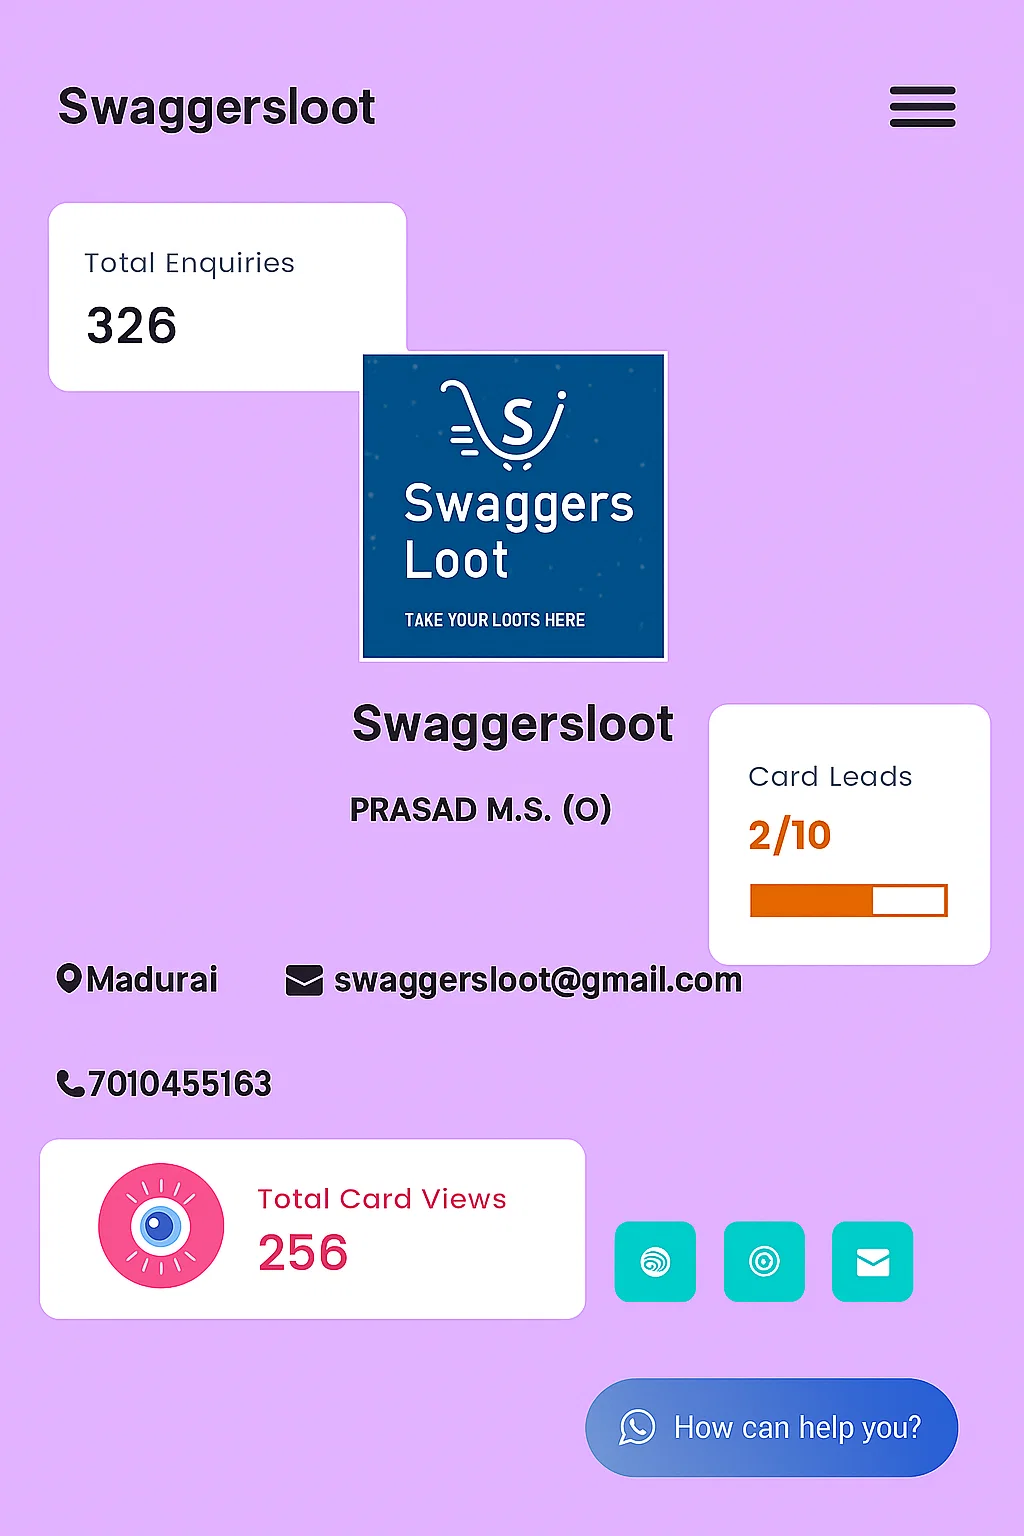 Swaggersloot
Total Enquiries
326
S
Swaggers
Loot
TAKE YOUR LOOTS HERE
Swaggersloot
PRASAD M.S. (O)
Card Leads
2/10
Madurai
swaggersloot@gmail.com
7010455163
Total Card Views
256
How can help you?